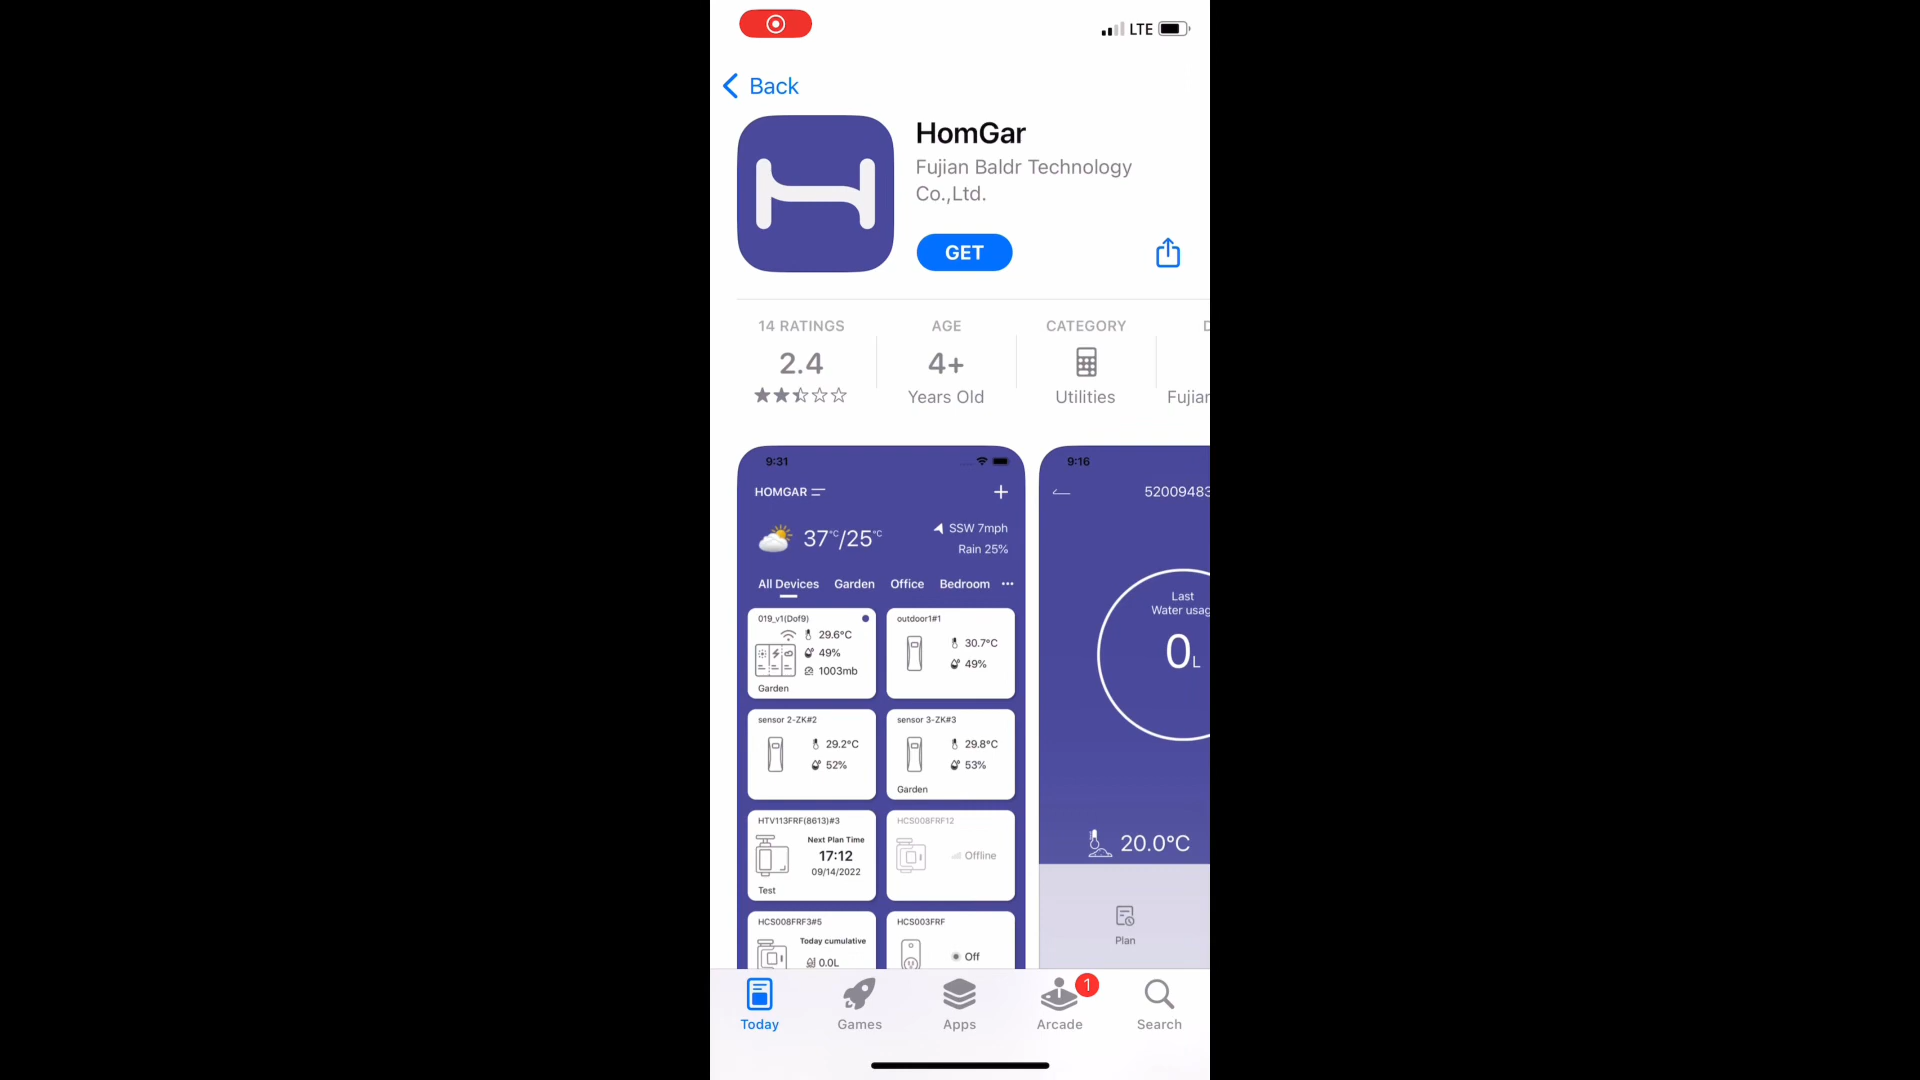 LTE
Back
HomGar
Fujian Baldr Technology
Co.,Ltd.
GET
14 RATINGS
2.4
AGE
4+
Years Old
CATEGORY
Utilities
Fujian
9:31
HOMGAR
37°C/25°C
SSW 7mph
Rain 25%
All Devices Garden Office Bedroom
019_v1(Dof9)
29.6°C
49%
1003mb
Garden
outdoor1#1
30.7°C
49%
sensor 2-ZK#2
29.2°C
52%
sensor 3-ZK#3
29.8°C
53%
Garden
HTV113FRF(8613)#3
Next Plan Time
17:12
09/14/2022
Test
HCS008FRF12
Offline
HCS008FRF3#5
Today cumulative
0.0L
HCS003FRF
Off
9:16
52009483
Last
Water usag
0L
20.0°C
Plan
Today
Games
Apps
1
Arcade
Search